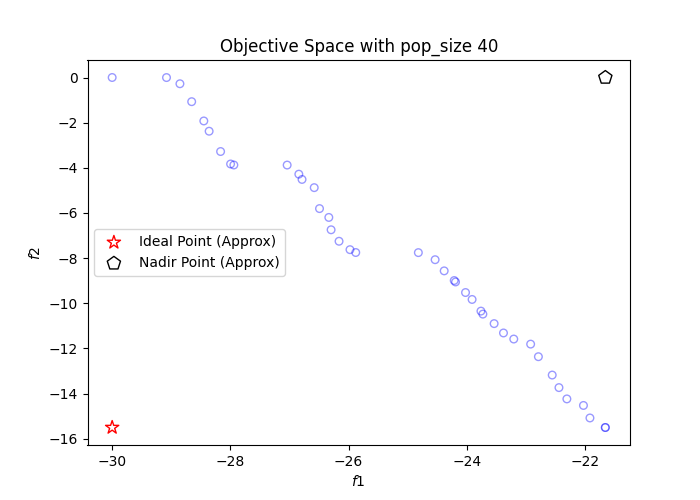 Objective Space with pop_size 40
0
−2
−4
−6
−8
−10
−12
−14
−16
f2
Ideal Point (Approx)
Nadir Point (Approx)
−30
−28
−26
−24
−22
f1